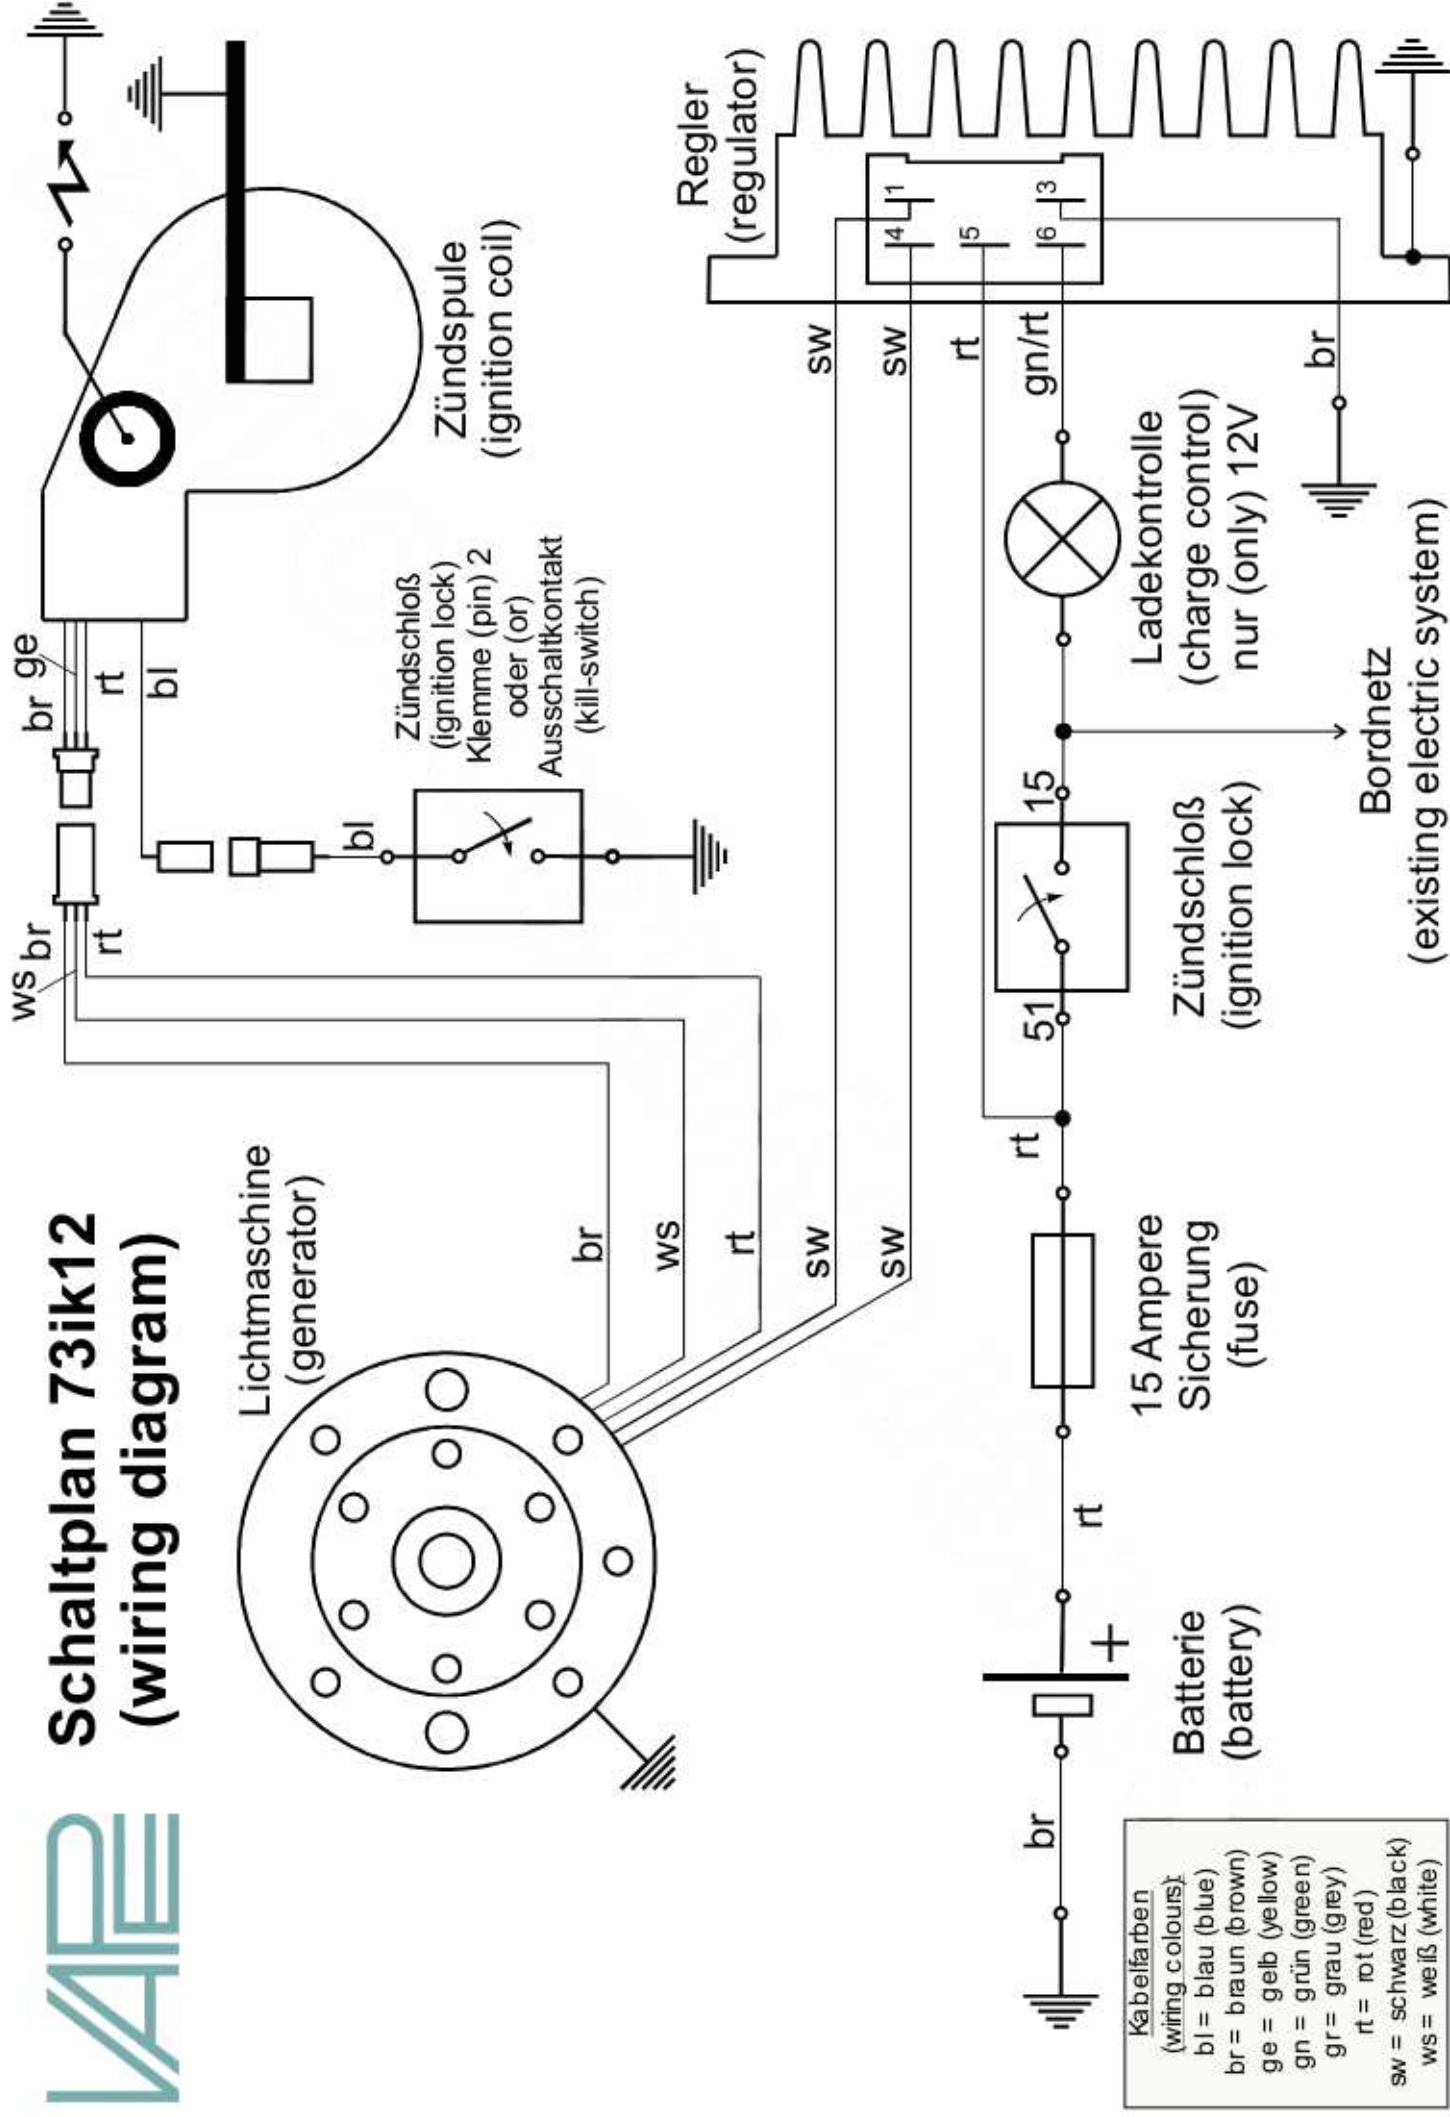 VAPE
Schaltplan 73ik12
(wiring diagram)
Lichtmaschine
(generator)
ws
br
rt
br
ge
rt
bl
bl
Zündschloß
(ignition lock)
Klemme (pin) 2
oder (or)
Ausschaltkontakt
(kill-switch)
Zündspule
(ignition coil)
br
ws
rt
sw
sw
Regler
(regulator)
sw
sw
rt
gn/rt
br
1
4
5
3
6
br
Batterie
(battery)
+
rt
15 Ampere
Sicherung
(fuse)
rt
51
15
Zündschloß
(ignition lock)
Ladekontrolle
(charge control)
nur (only) 12V
Bordnetz
(existing electric system)
Kabelfarben
(wiring colours):
bl = blau (blue)
br = braun (brown)
ge = gelb (yellow)
gn = grün (green)
gr = grau (grey)
rt = rot (red)
sw = schwarz (black)
ws = weiß (white)